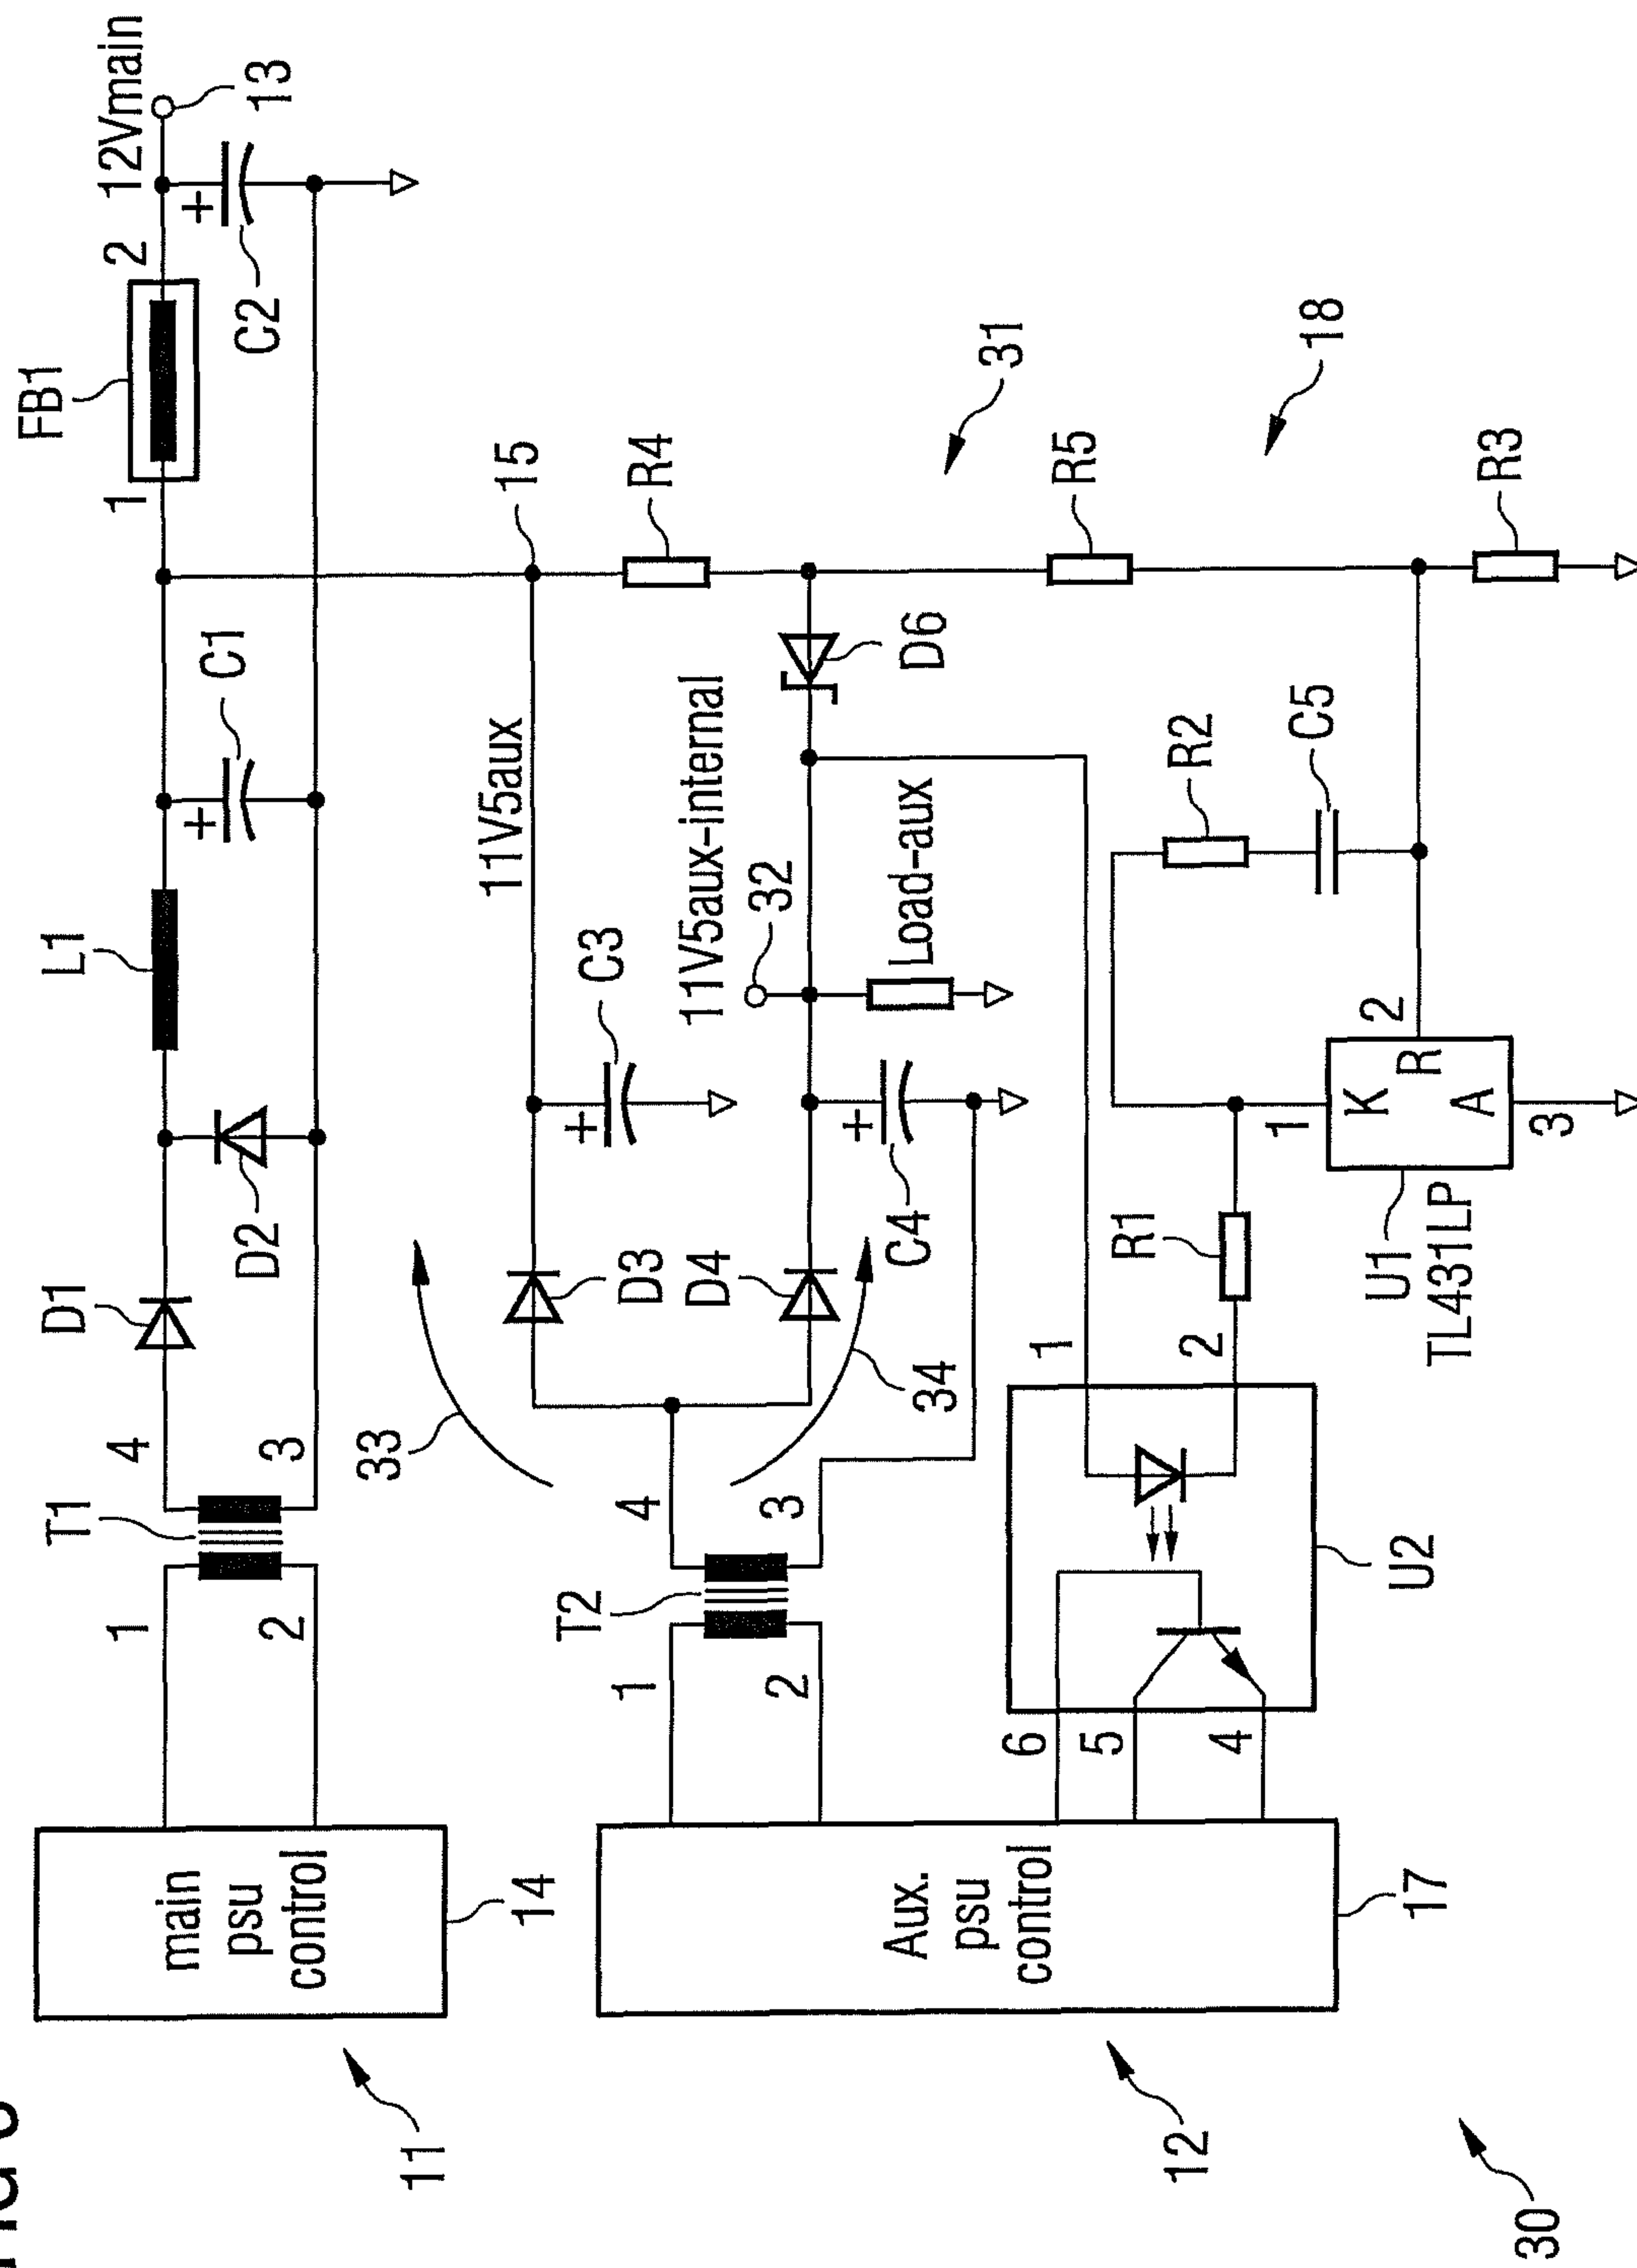 12Vmain
13
FB1
1
2
C2
C1
L1
D1
D2
T1
4
3
1
2
main
psu
control
14
11
15
11V5aux
R4
31
18
R5
R3
D6
11V5aux-internal
32
Load-aux
C3
C4
D3
D4
33
34
T2
4
3
1
2
R2
C5
2
K
R
A
1
3
R1
U1
TL431LP
1
2
U2
6
5
4
Aux.
psu
control
17
12
30